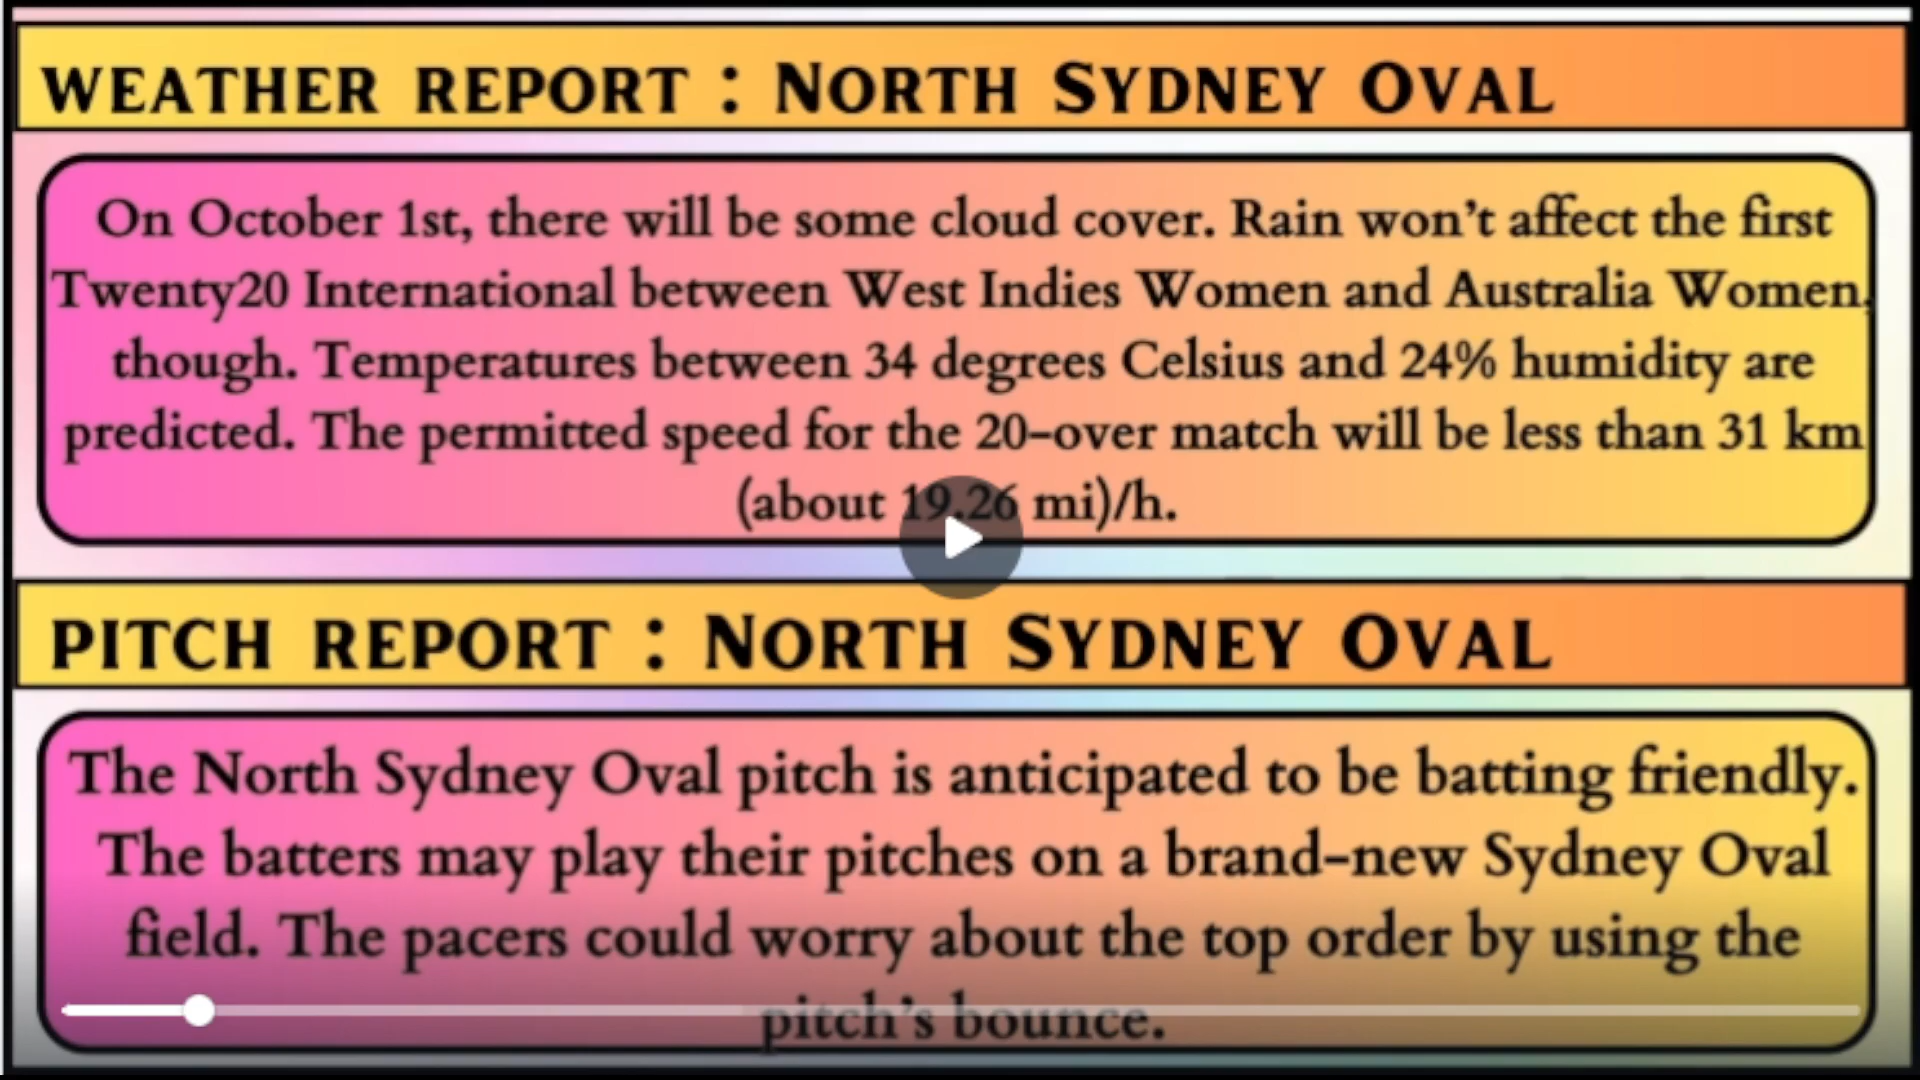 WEATHER REPORT : NORTH SYDNEY OVAL
On October 1st, there will be some cloud cover. Rain won't affect the first
Twenty20 International between West Indies Women and Australia Women,
though. Temperatures between 34 degrees Celsius and 24% humidity are
predicted. The permitted speed for the 20-over match will be less than 31 km
(about 19.26 mi)/h.
PITCH REPORT : NORTH SYDNEY OVAL
The North Sydney Oval pitch is anticipated to be batting friendly.
The batters may play their pitches on a brand-new Sydney Oval
field. The pacers could worry about the top order by using the
pitch's bounce.